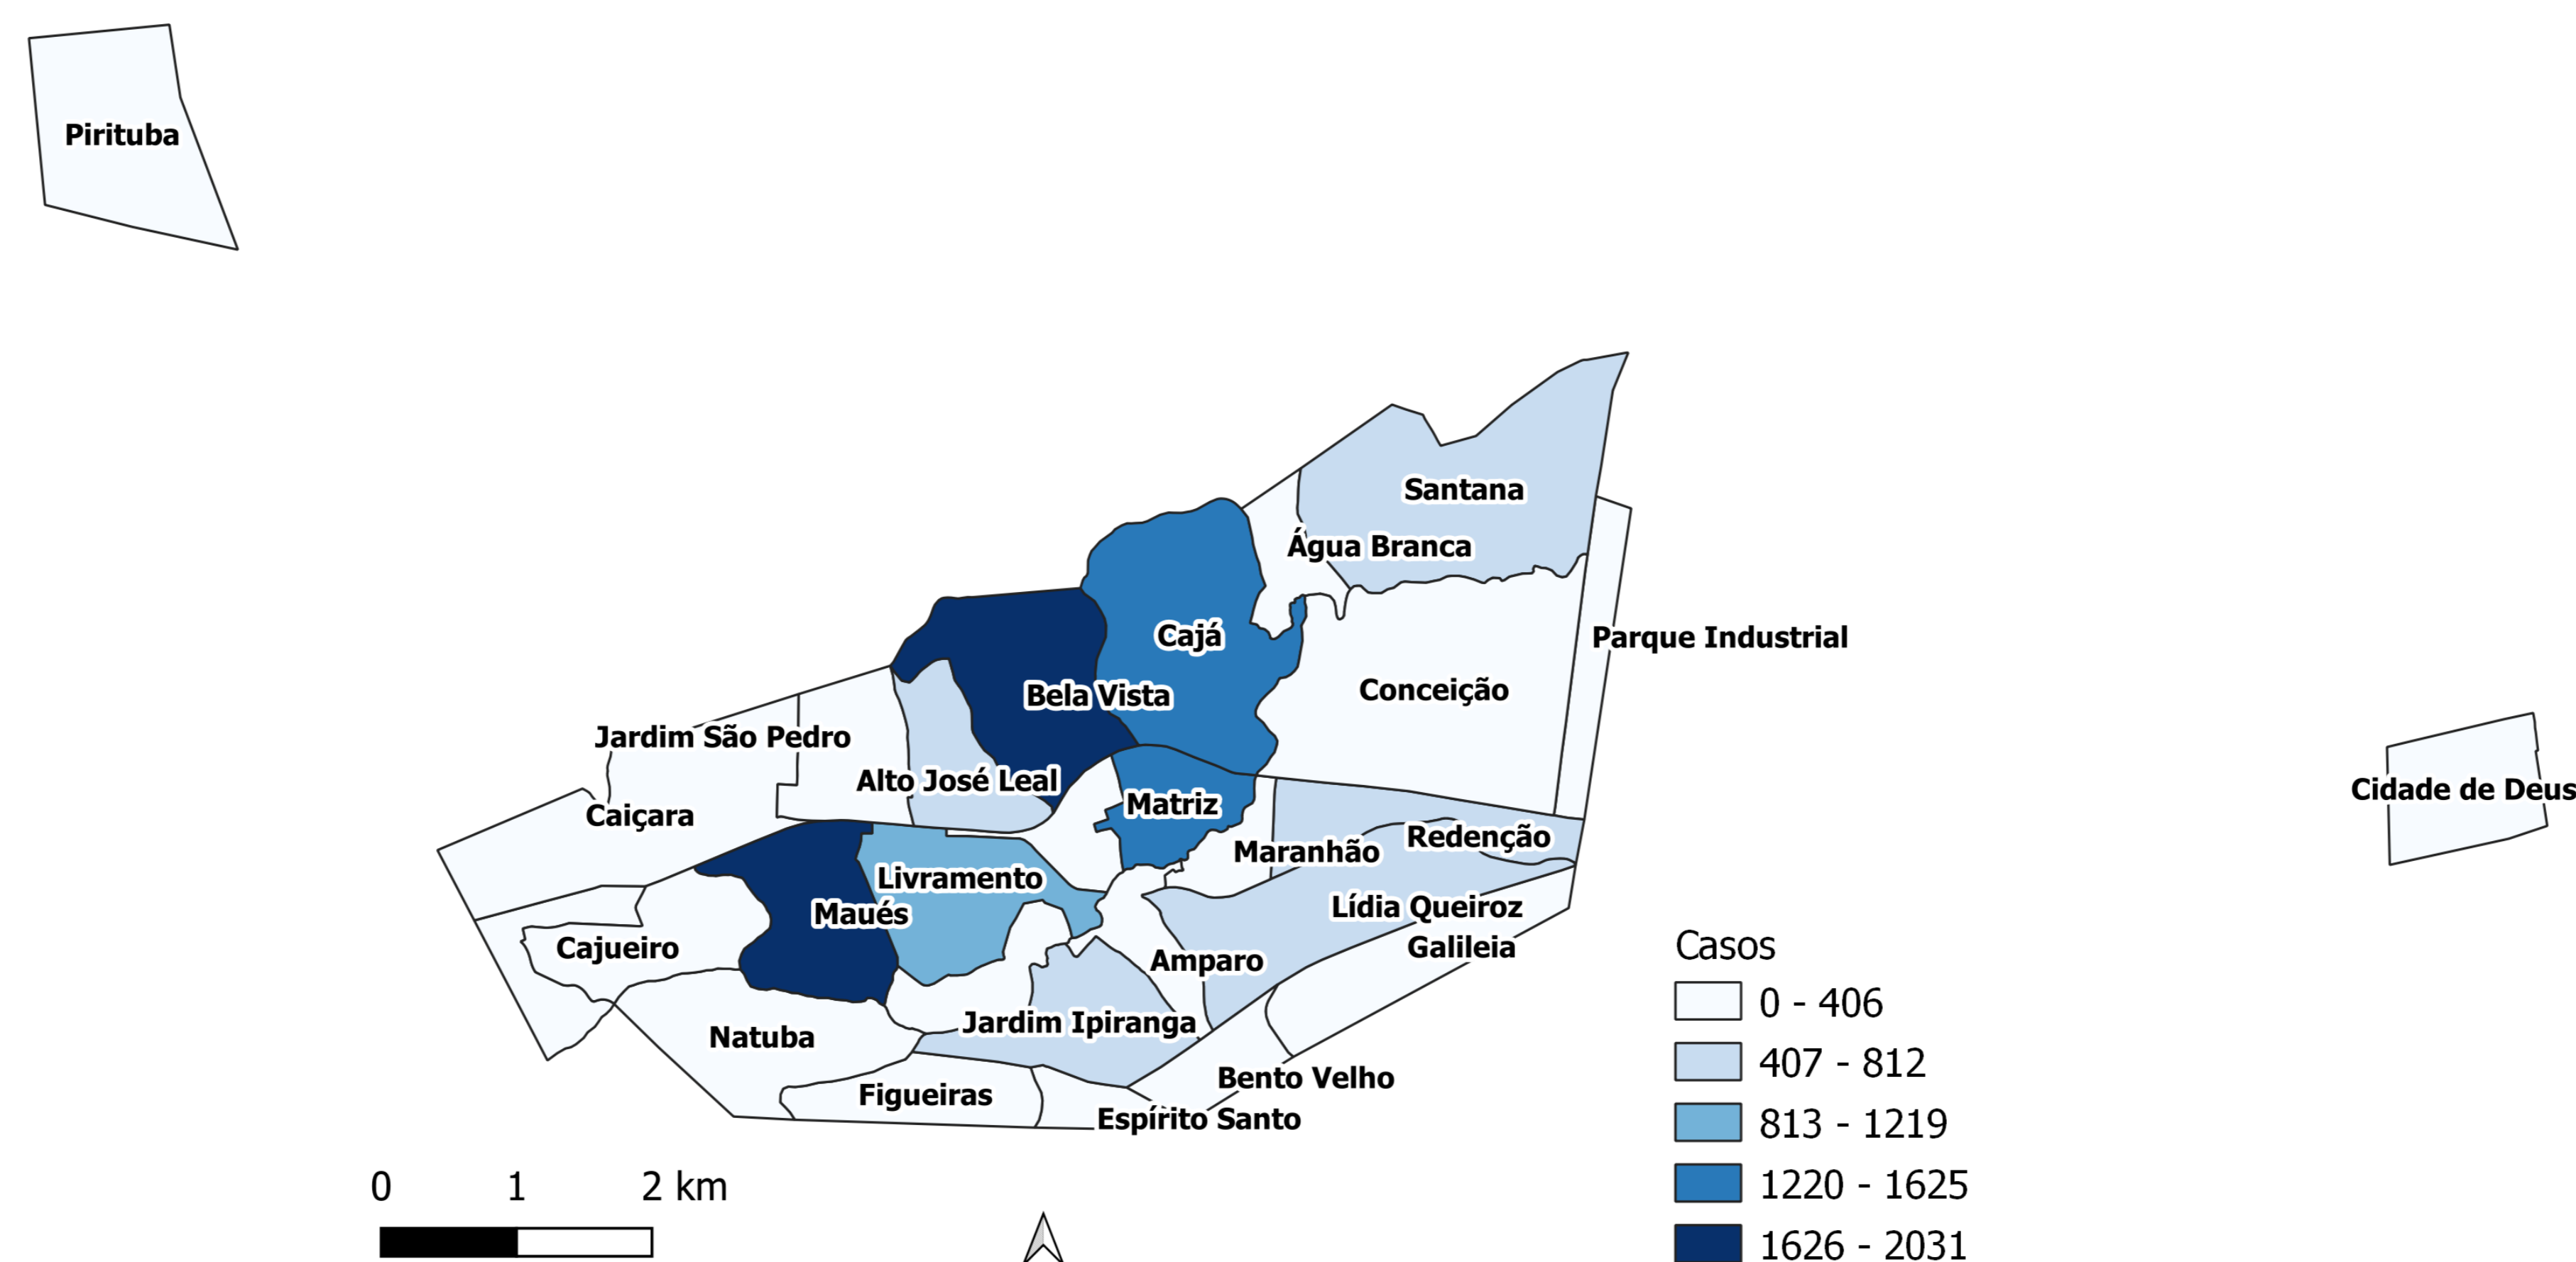 Pirituba
Santana
Água Branca
Cajá
Parque Industrial
Bela Vista
Conceição
Jardim São Pedro
Alto José Leal
Cidade de Deus
Matriz
Caiçara
Redenção
Maranhão
Livramento
Lídia Queiroz
Maués
Galileia
Cajueiro
Amparo
Jardim Ipiranga
Natuba
Bento Velho
Figueiras
Espírito Santo
Casos
0 - 406
407 - 812
813 - 1219
1220 - 1625
1626 - 2031
0 1 2 km